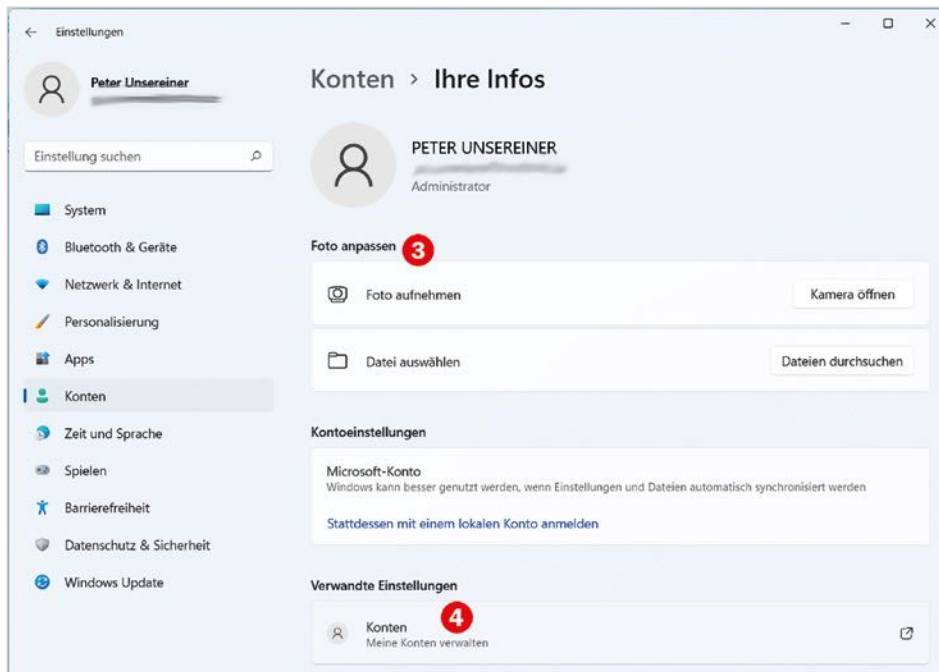 Einstellungen
Peter Unsereiner
Einstellung suchen
System
Bluetooth & Geräte
Netzwerk & Internet
Personalisierung
Apps
Konten
Zeit und Sprache
Spielen
Barrierefreiheit
Datenschutz & Sicherheit
Windows Update
Konten > Ihre Infos
PETER UNSEREINER
Administrator
Foto anpassen 3
Foto aufnehmen
Kamera öffnen
Datei auswählen
Dateien durchsuchen
Kontoeinstellungen
Microsoft-Konto
Windows kann besser genutzt werden, wenn Einstellungen und Dateien automatisch synchronisiert werden
Stattdessen mit einem lokalen Konto anmelden
Verwandte Einstellungen
Konten 4
Meine Konten verwalten